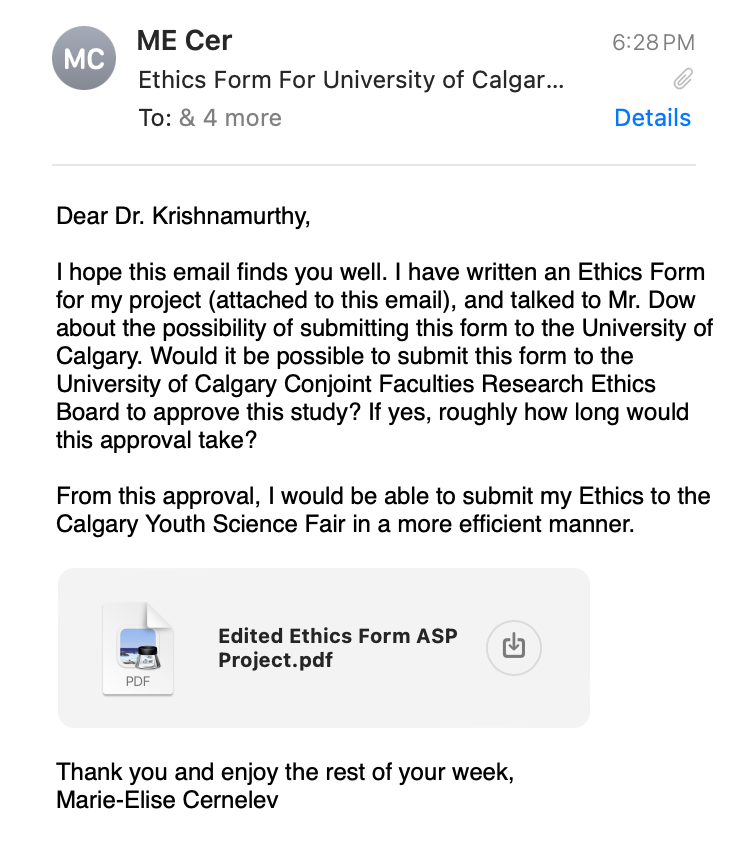 MC
ME Cer
6:28 PM
Ethics Form For University of Calgar...
To: & 4 more
Details
Dear Dr. Krishnamurthy,
I hope this email finds you well. I have written an Ethics Form
for my project (attached to this email), and talked to Mr. Dow
about the possibility of submitting this form to the University of
Calgary. Would it be possible to submit this form to the
University of Calgary Conjoint Faculties Research Ethics
Board to approve this study? If yes, roughly how long would
this approval take?
From this approval, I would be able to submit my Ethics to the
Calgary Youth Science Fair in a more efficient manner.
Edited Ethics Form ASP
Project.pdf
PDF
Thank you and enjoy the rest of your week,
Marie-Elise Cernelev